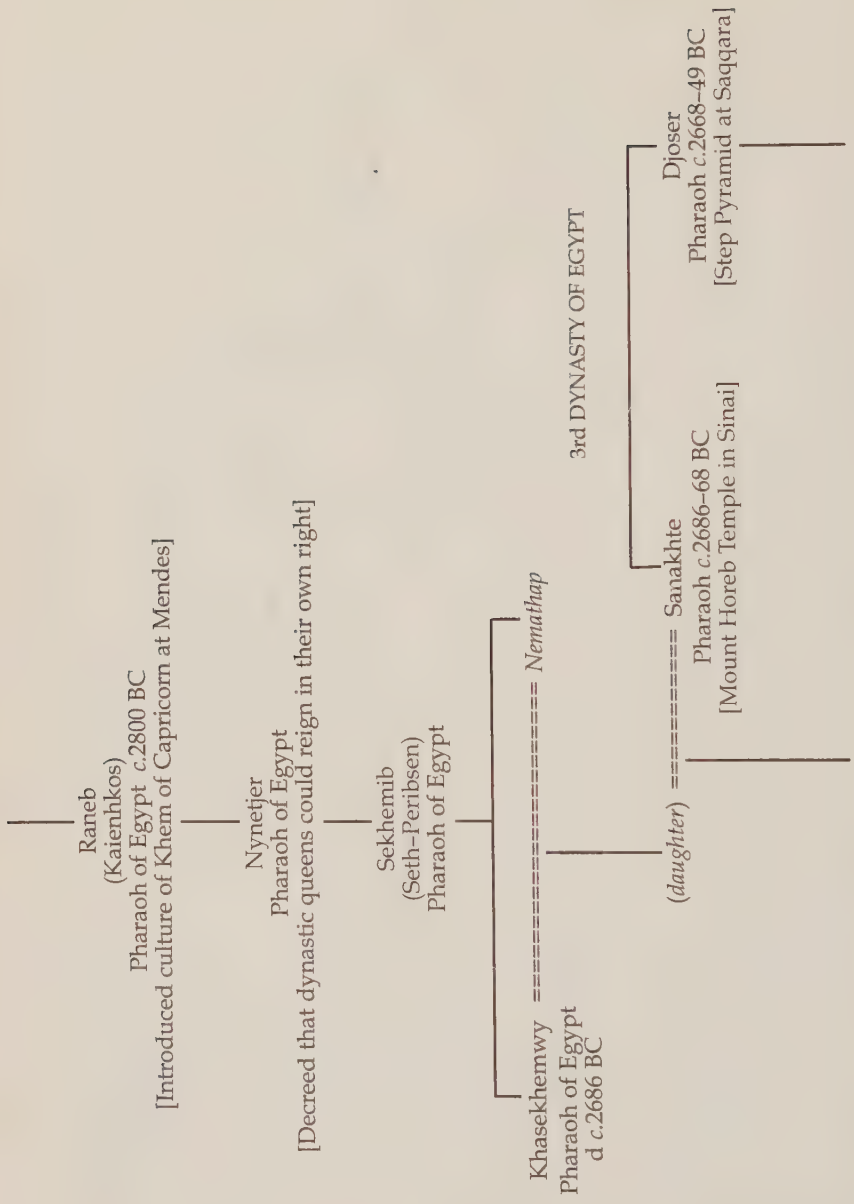 Raneb
(Kaienhkos)
Pharaoh of Egypt c.2800 BC
[Introduced culture of Khem of Capricorn at Mendes]
Nynetjer
Pharaoh of Egypt
[Decreed that dynastic queens could reign in their own right]
Sekhemib
(Seth–Peribsen)
Pharaoh of Egypt
Khasekhemwy ==================== Nemathap
Pharaoh of Egypt
d c.2686 BC
3rd DYNASTY OF EGYPT
(daughter) =========== Sanakhte
Pharaoh c.2686–68 BC
[Mount Horeb Temple in Sinai]
Djoser
Pharaoh c.2668–49 BC
[Step Pyramid at Saqqara]